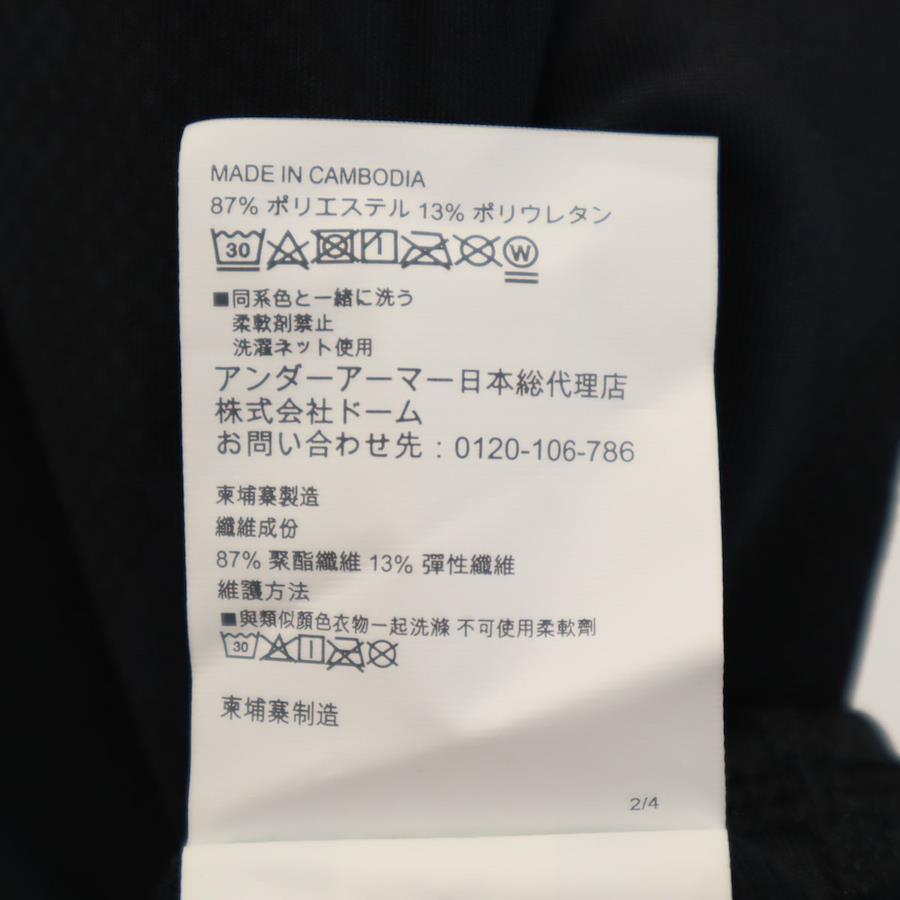 MADE IN CAMBODIA
87% ポリエステル 13% ポリウレタン
30 W
■同系色と一緒に洗う
柔軟剤禁止
洗濯ネット使用
アンダーアーマー日本総代理店
株式会社ドーム
お問い合わせ先：0120-106-786
柬埔寨製造
纖維成份
87% 聚酯纖維 13% 彈性纖維
維護方法
■與類似顏色衣物一起洗滌 不可使用柔軟劑
30
柬埔寨制造
2/4